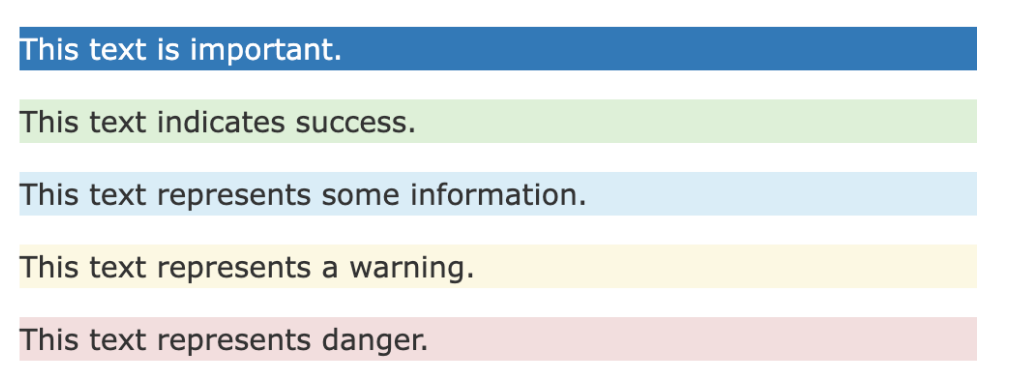 This text is important.
This text indicates success.
This text represents some information.
This text represents a warning.
This text represents danger.